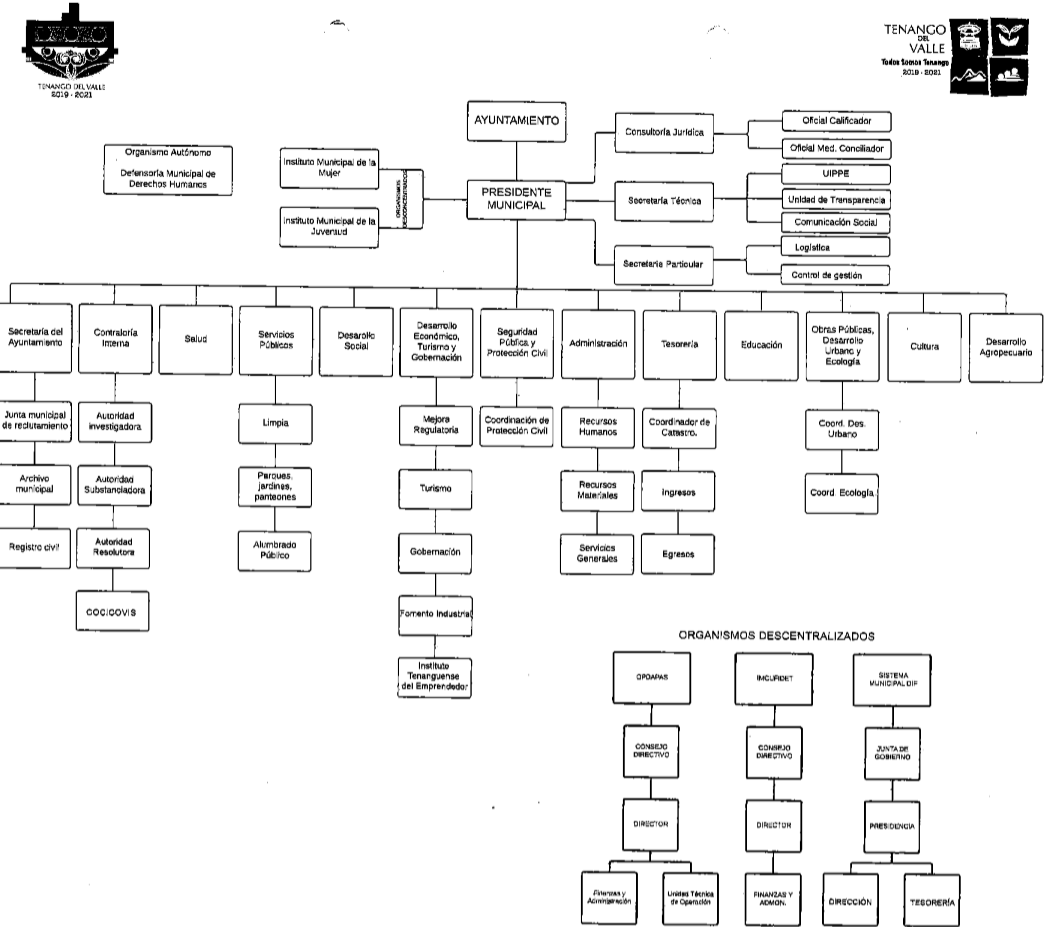 TENANGO DEL VALLE
2019 - 2021
TENANGO
DEL
VALLE
Todos Somos Tenango
2019 - 2021
AYUNTAMIENTO
PRESIDENTE
MUNICIPAL
Organismo Autónomo
Defensoría Municipal de
Derechos Humanos
Instituto Municipal de la
Mujer
Instituto Municipal de la
Juventud
ORGANISMOS
DESCONCENTRADOS
Consultoría Jurídica
Oficial Calificador
Oficial Med. Conciliador
Secretaría Técnica
UIPPE
Unidad de Transparencia
Comunicación Social
Secretaría Particular
Logística
Control de gestión
Secretaría del
Ayuntamiento
Junta municipal
de reclutamiento
Archivo
municipal
Registro civil
Contraloría
Interna
Autoridad
investigadora
Autoridad
Substanciadora
Autoridad
Resolutora
COCICOVIS
Salud
Servicios
Públicos
Limpia
Parques,
jardines,
panteones
Alumbrado
Público
Desarollo
Social
Desarrollo
Económico,
Turismo y
Gobernación
Mejora
Regulatoria
Turismo
Gobernación
Fomento Industrial
Instituto
Tenanguense
del Emprendedor
Seguridad
Pública y
Protección Civil
Coordinación de
Protección Civil
Administración
Recursos
Humanos
Recursos
Materiales
Servicios
Generales
Tesorería
Coordinador de
Catastro.
Ingresos
Egresos
Educación
Obras Públicas,
Desarrollo
Urbano y
Ecología
Coord. Des.
Urbano
Coord. Ecología
Cultura
Desarrollo
Agropecuario
ORGANISMOS DESCENTRALIZADOS
OPDAPAS
CONSEJO
DIRECTIVO
DIRECTOR
Finanzas y
Administración
Unidad Técnica
de Operación
IMCUFIDET
CONSEJO
DIRECTIVO
DIRECTOR
FINANZAS Y
ADMON.
SISTEMA
MUNICIPAL DIF
JUNTA DE
GOBIERNO
PRESIDENCIA
DIRECCIÓN
TESORERÍA